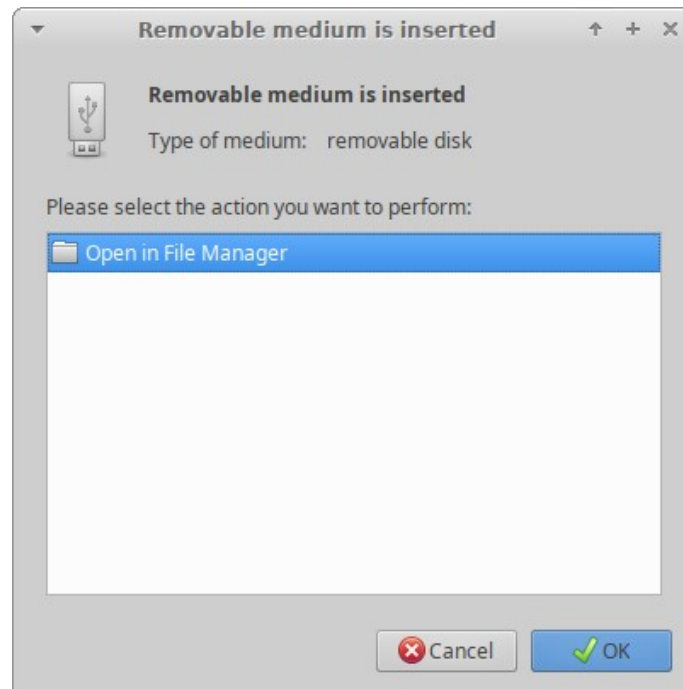 Removable medium is inserted
Removable medium is inserted
Type of medium: removable disk
Please select the action you want to perform:
Open in File Manager
Cancel OK